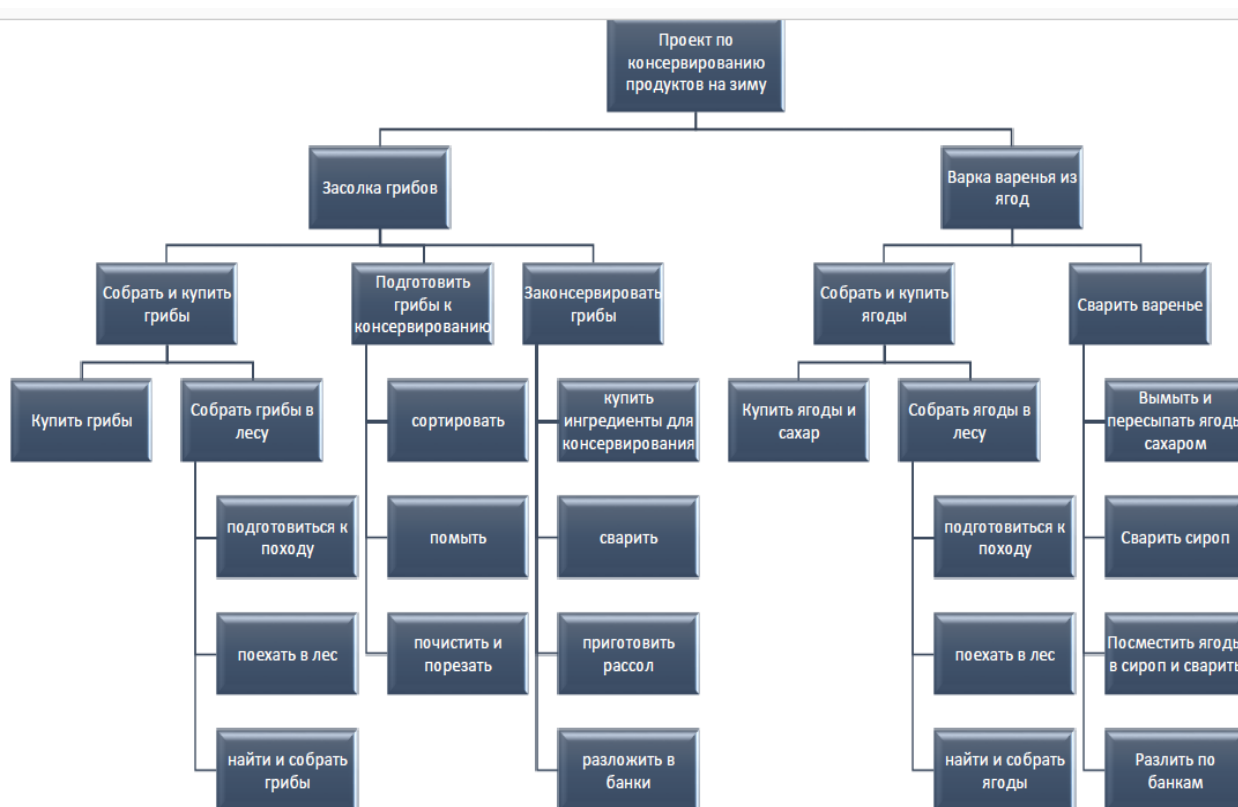 Проект по
консервированию
продуктов на зиму
Засолка грибов
Варка варенья из
ягод
Собрать и купить
грибы
Подготовить
грибы к
консервированию
Законсервировать
грибы
Собрать и купить
ягоды
Сварить варенье
Купить грибы
Собрать грибы в
лесу
сортировать
купить
ингредиенты для
консервирования
Купить ягоды и
сахар
Собрать ягоды в
лесу
Вымыть и
пересыпать ягоды
сахаром
подготовиться к
походу
помыть
сварить
подготовиться к
походу
Сварить сироп
поехать в лес
почистить и
порезать
приготовить
рассол
поехать в лес
Посместить ягоды
в сироп и сварить
найти и собрать
грибы
разложить в
банки
найти и собрать
ягоды
Разлить по
банкам